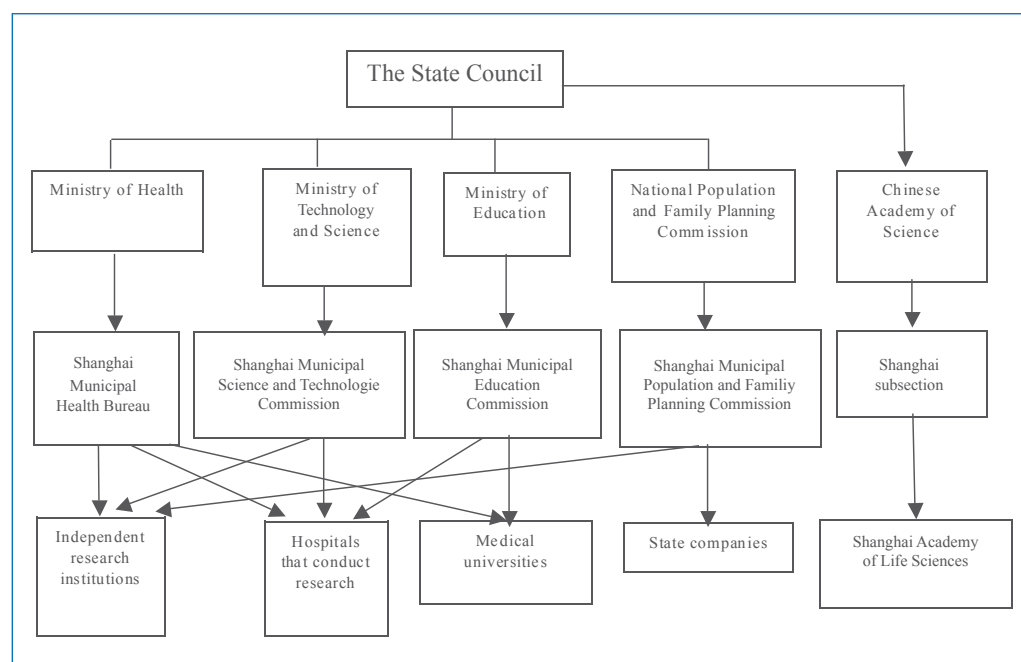 The State Council
Ministry of Health
Ministry of
Technology
and Science
Ministry of
Education
National Population
and Family Planning
Commission
Chinese
Academy of
Science
Shanghai
Municipal
Health Bureau
Shanghai Municipal
Science and Technologie
Commission
Shanghai Municipal
Education
Commission
Shanghai Municipal
Population and Familiy
Planning Commission
Shanghai
subsection
Independent
research
institutions
Hospitals
that conduct
research
Medical
universities
State companies
Shanghai Academy
of Life Sciences